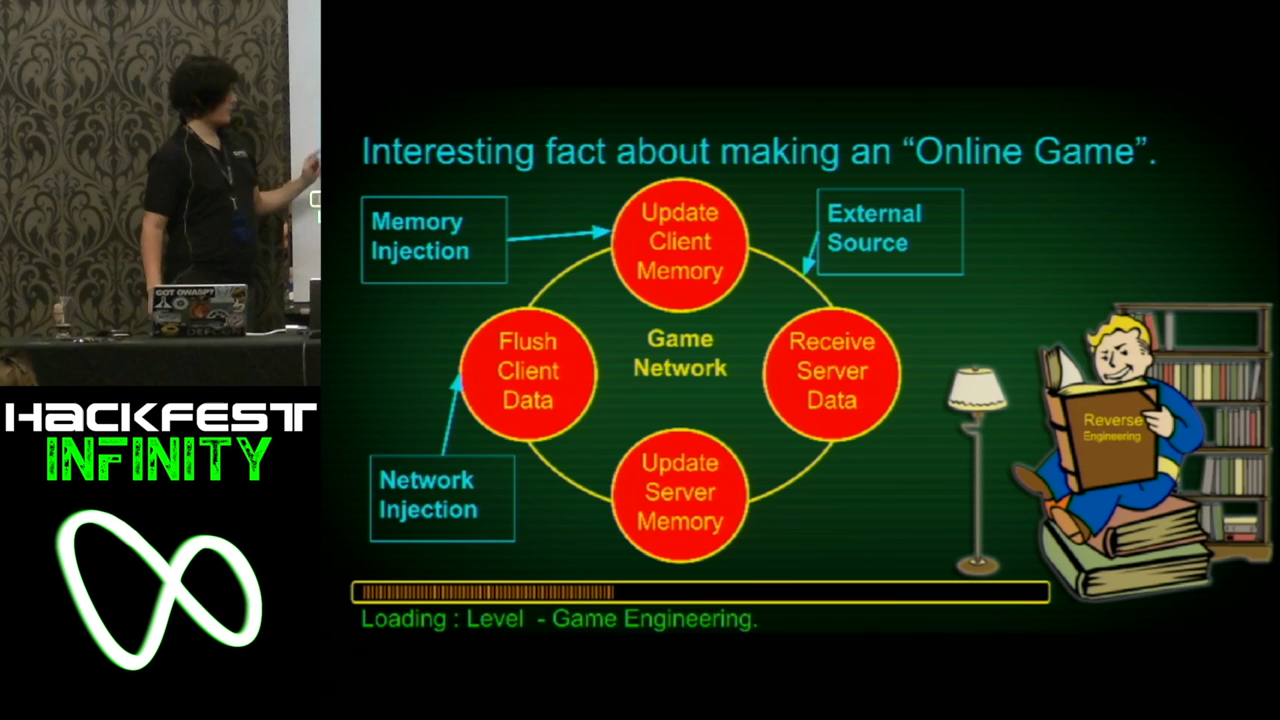 Interesting fact about making an “Online Game”.
Memory
Injection
Update
Client
Memory
External
Source
Flush
Client
Data
Game
Network
Receive
Server
Data
Network
Injection
Update
Server
Memory
Reverse
Engineering
Loading : Level - Game Engineering.
GOT OWASP?
DEFCON
HACKFEST
INFINITY